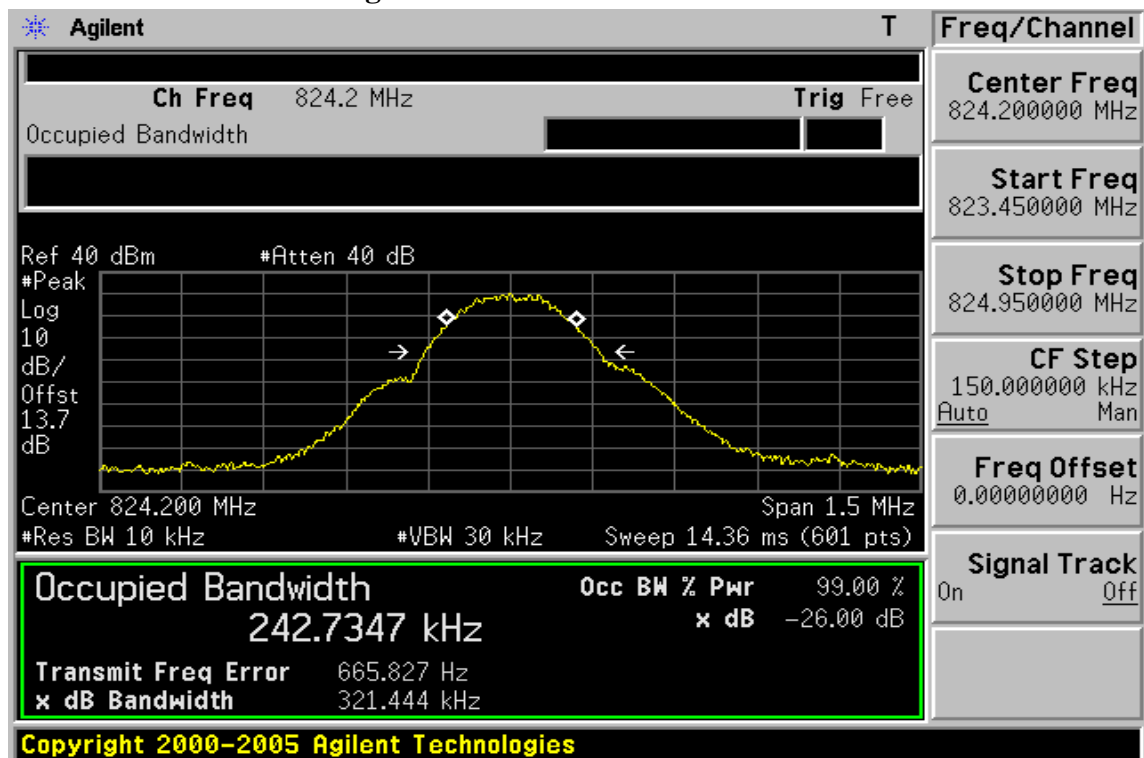 Agilent T
Freq/Channel
Ch Freq 824.2 MHz Trig Free
Occupied Bandwidth
Center Freq
824.200000 MHz
Start Freq
823.450000 MHz
Stop Freq
824.950000 MHz
CF Step
150.000000 kHz
Auto Man
Freq Offset
0.00000000 Hz
Signal Track
On Off
Ref 40 dBm #Atten 40 dB
#Peak
Log
10
dB/
Offst
13.7
dB
Center 824.200 MHz Span 1.5 MHz
#Res BW 10 kHz #VBW 30 kHz Sweep 14.36 ms (601 pts)
Occupied Bandwidth
242.7347 kHz
Occ BW % Pwr 99.00 %
x dB -26.00 dB
Transmit Freq Error 665.827 Hz
x dB Bandwidth 321.444 kHz
Copyright 2000-2005 Agilent Technologies